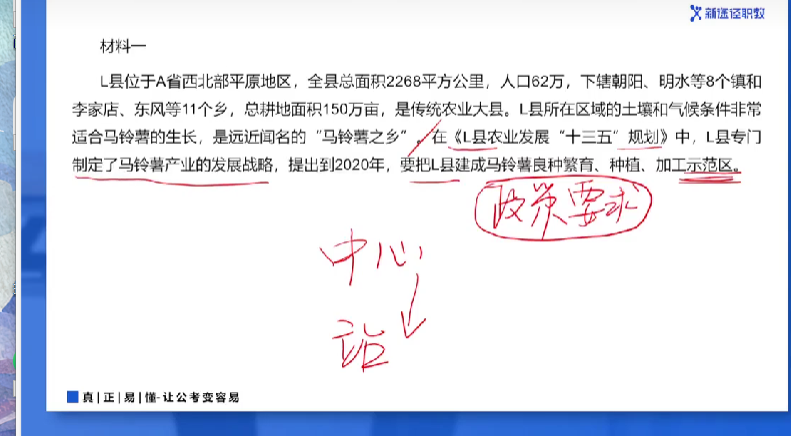 新途径职教
材料一
L县位于A省西北部平原地区，全县总面积2268平方公里，人口62万，下辖朝阳、明水等8个镇和
李家店、东风等11个乡，总耕地面积150万亩，是传统农业大县。L县所在区域的土壤和气候条件非常
适合马铃薯的生长，是远近闻名的“马铃薯之乡”。在《L县农业发展“十三五”规划》中，L县专门
制定了马铃薯产业的发展战略，提出到2020年，要把L县建成马铃薯良种繁育、种植、加工示范区。
政策要求
中心
站
真|正|易|懂-让公考变容易